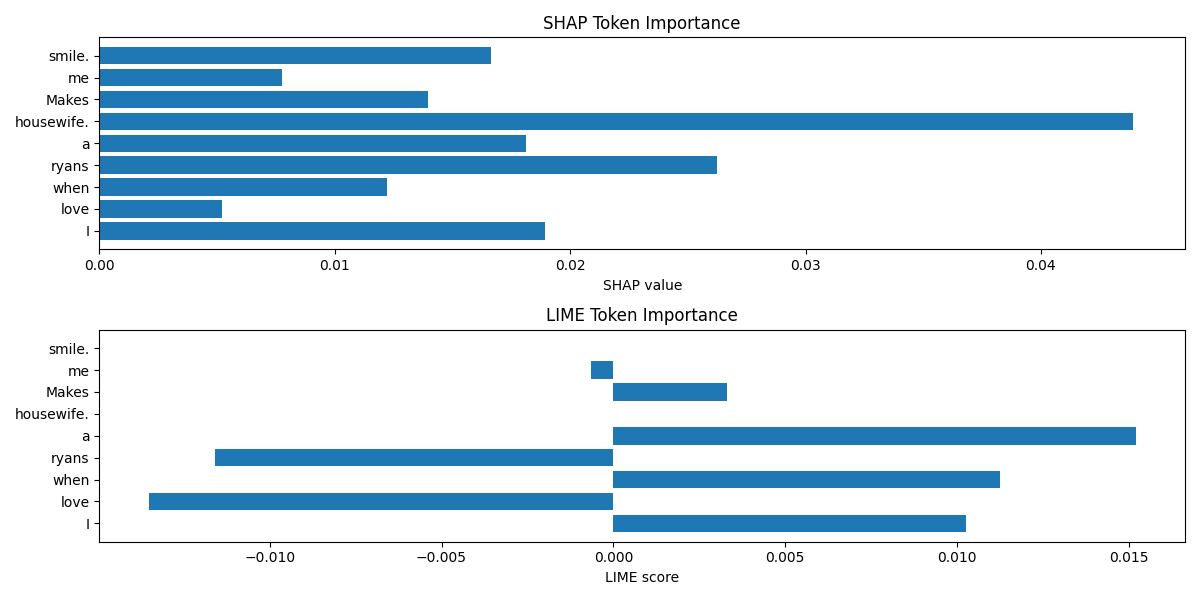 SHAP Token Importance
smile.
me
Makes
housewife.
a
ryans
when
love
I
0.00 0.01 0.02 0.03 0.04
SHAP value
LIME Token Importance
smile.
me
Makes
housewife.
a
ryans
when
love
I
−0.010 −0.005 0.000 0.005 0.010 0.015
LIME score